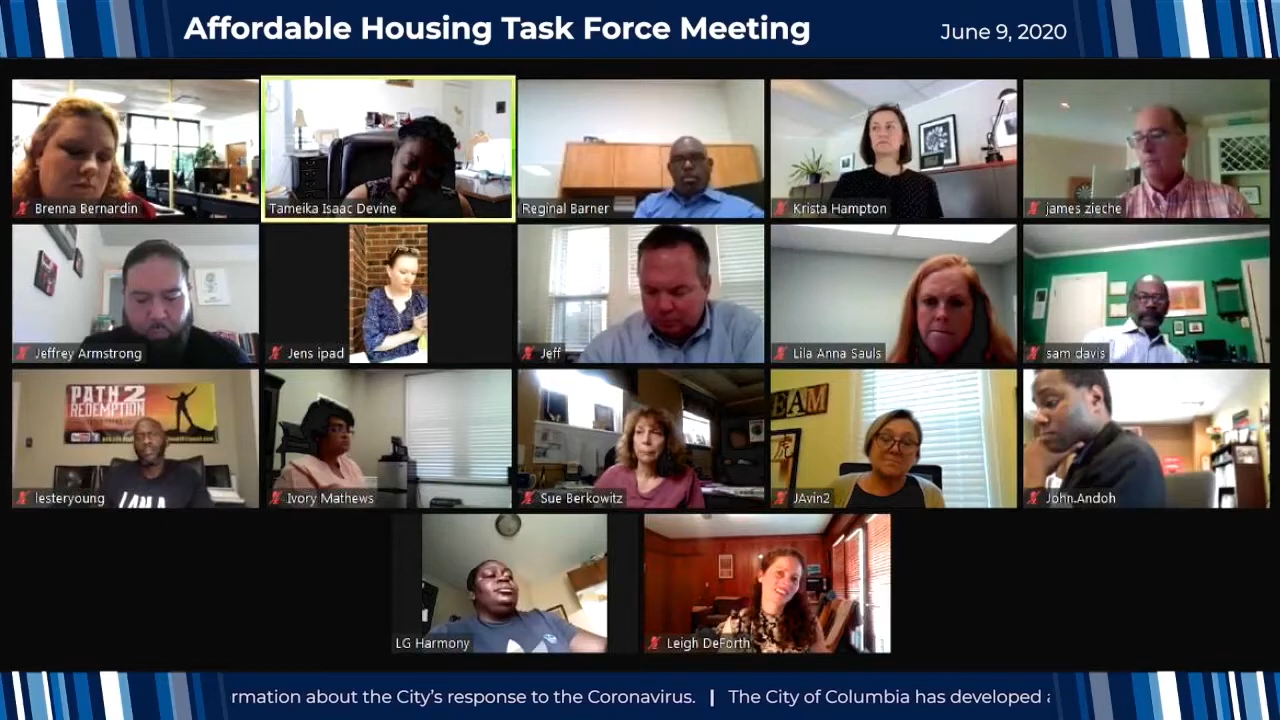 Affordable Housing Task Force Meeting
June 9, 2020
Brenna Bernardin
Tameika Isaac Devine
Reginal Barner
Krista Hampton
james zieche
Jeffrey Armstrong
Jens ipad
Jeff
Lila Anna Sauls
sam davis
PATH 2
REDEMPTION
lesteryoung
I AM A
Ivory Mathews
Sue Berkowitz
EAM
JAvin2
John.Andoh
LG Harmony
Leigh DeForth
rmation about the City's response to the Coronavirus. | The City of Columbia has developed a